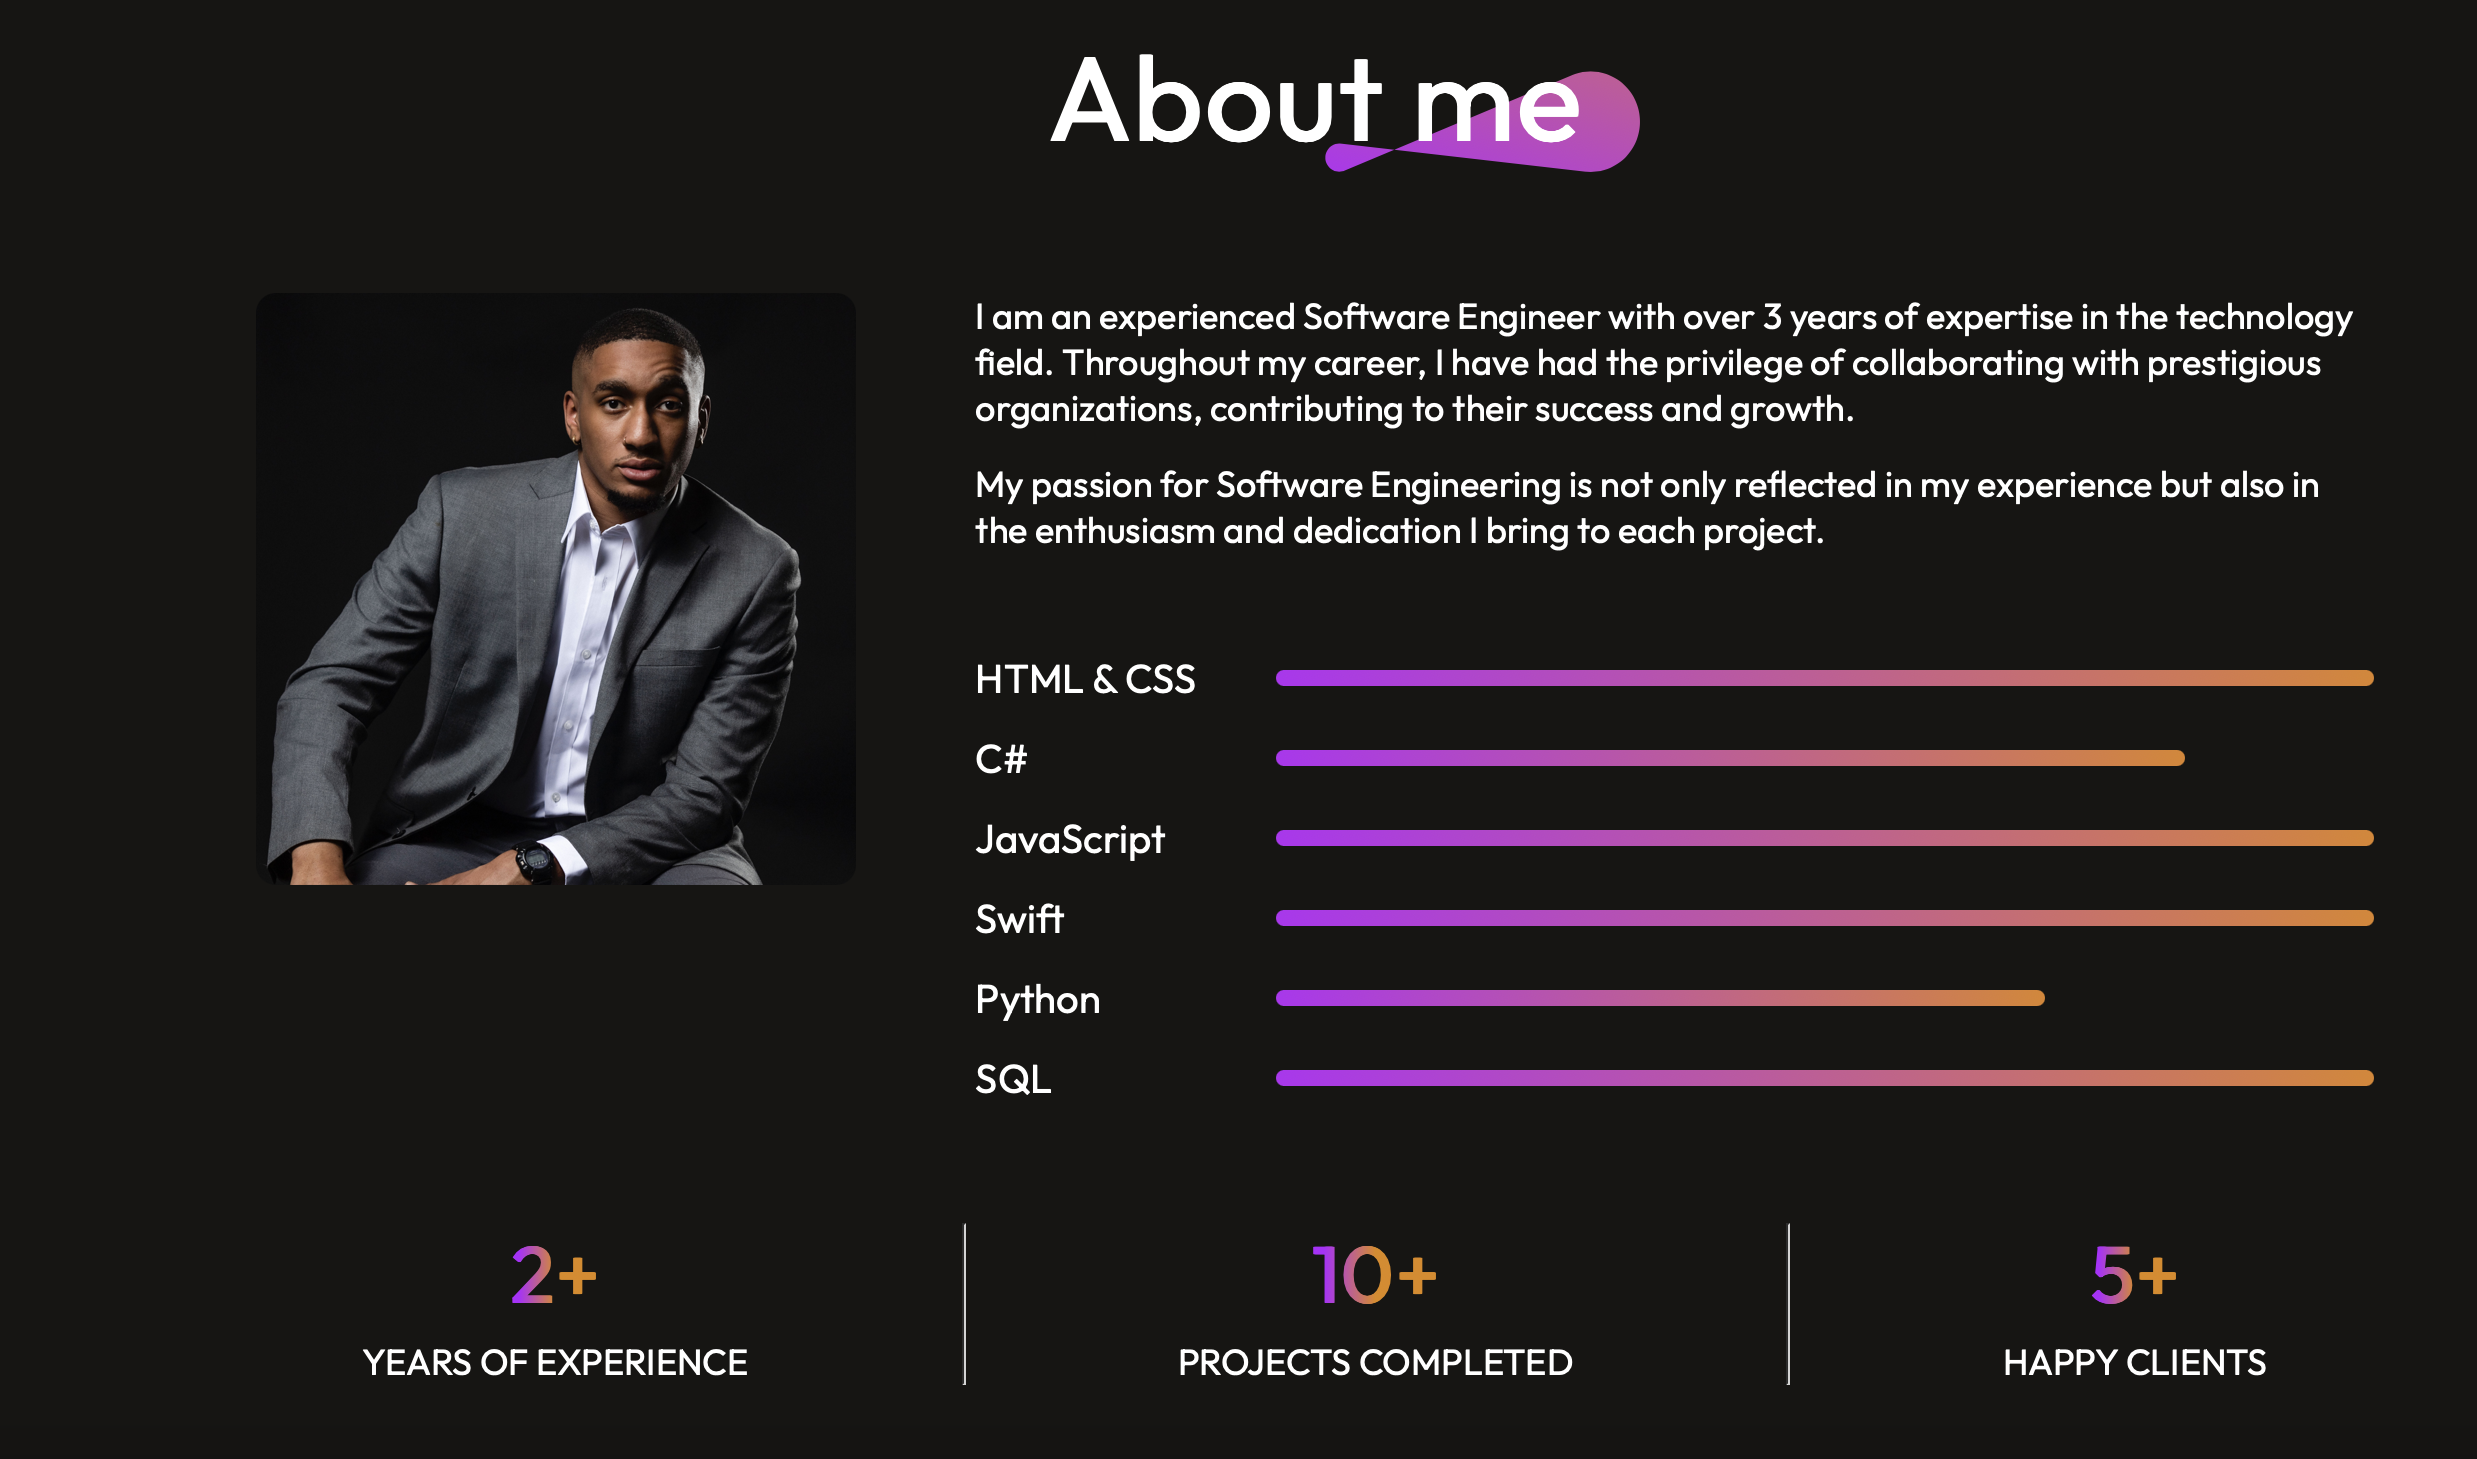 About me
I am an experienced Software Engineer with over 3 years of expertise in the technology
field. Throughout my career, I have had the privilege of collaborating with prestigious
organizations, contributing to their success and growth.
My passion for Software Engineering is not only reflected in my experience but also in
the enthusiasm and dedication I bring to each project.
HTML & CSS
C#
JavaScript
Swift
Python
SQL
2+
YEARS OF EXPERIENCE
10+
PROJECTS COMPLETED
5+
HAPPY CLIENTS